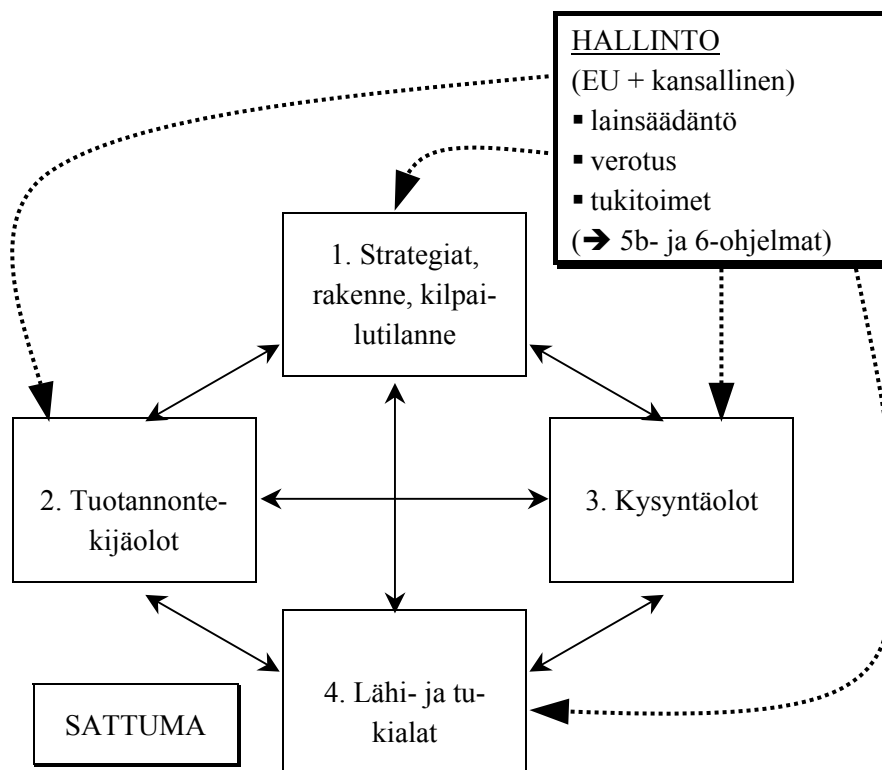 HALLINTO
(EU + kansallinen)
▪ lainsäädäntö
▪ verotus
▪ tukitoimet
(➔ 5b- ja 6-ohjelmat)
1. Strategiat,
rakenne, kilpai-
lutilanne
2. Tuotannonte-
kijäolot
3. Kysyntäolot
4. Lähi- ja tu-
kialat
SATTUMA